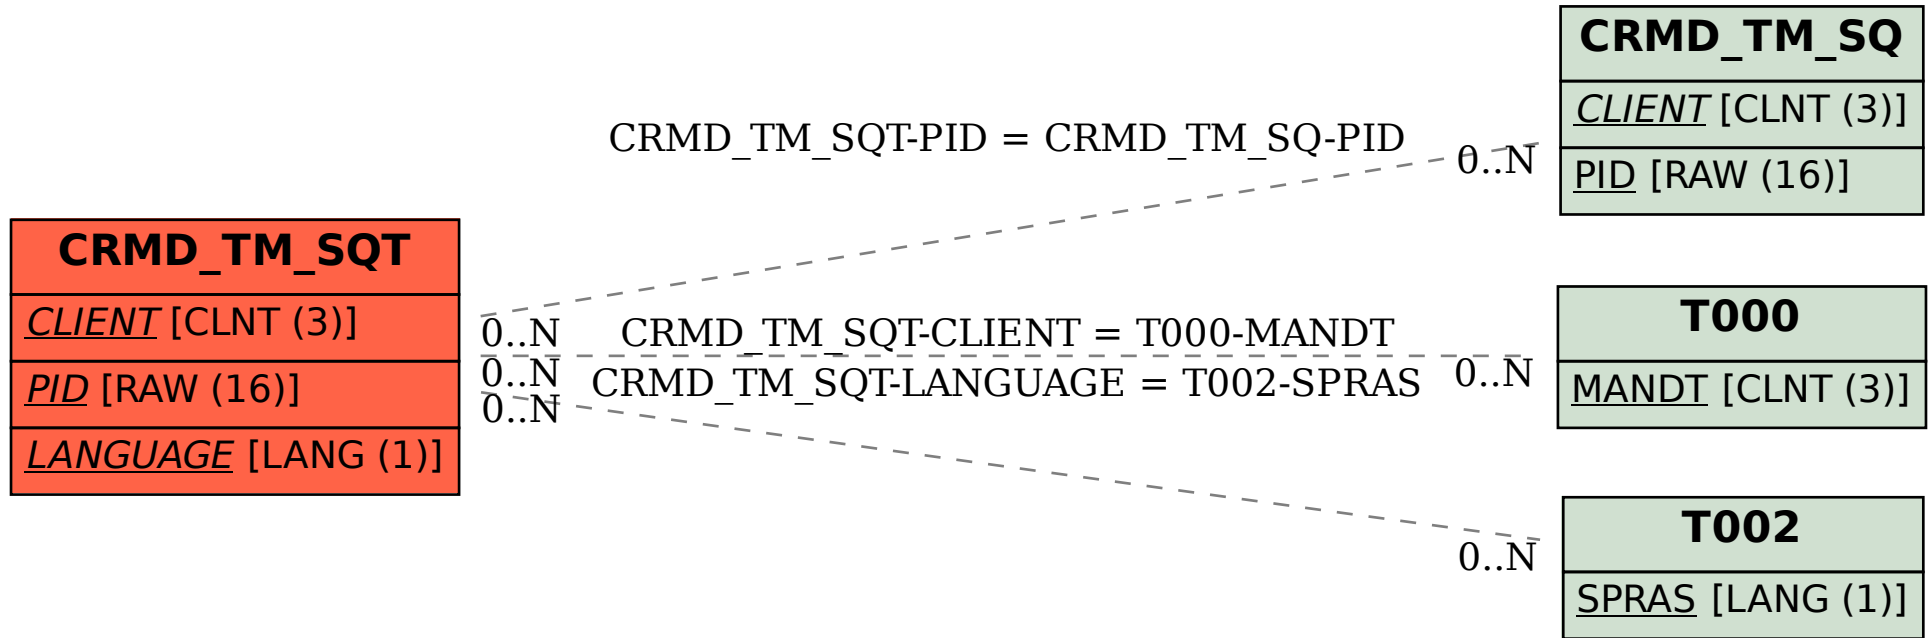 CRMD_TM_SQ
CLIENT [CLNT (3)]
PID [RAW (16)]
CRMD_TM_SQT-PID = CRMD_TM_SQ-PID
0..N
CRMD_TM_SQT
CLIENT [CLNT (3)]
PID [RAW (16)]
LANGUAGE [LANG (1)]
0..N
CRMD_TM_SQT-CLIENT = T000-MANDT
0..N
CRMD_TM_SQT-LANGUAGE = T002-SPRAS
0..N
0..N
T000
MANDT [CLNT (3)]
0..N
T002
SPRAS [LANG (1)]